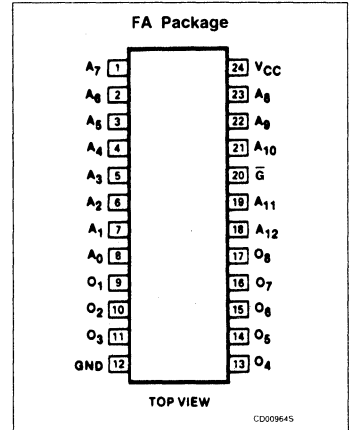 FA Package
A7 1 24 VCC
A6 2 23 A8
A5 3 22 A9
A4 4 21 A10
A3 5 20 G̅
A2 6 19 A11
A1 7 18 A12
A0 8 17 O8
O1 9 16 O7
O2 10 15 O6
O3 11 14 O5
GND 12 13 O4
TOP VIEW
CD00964S